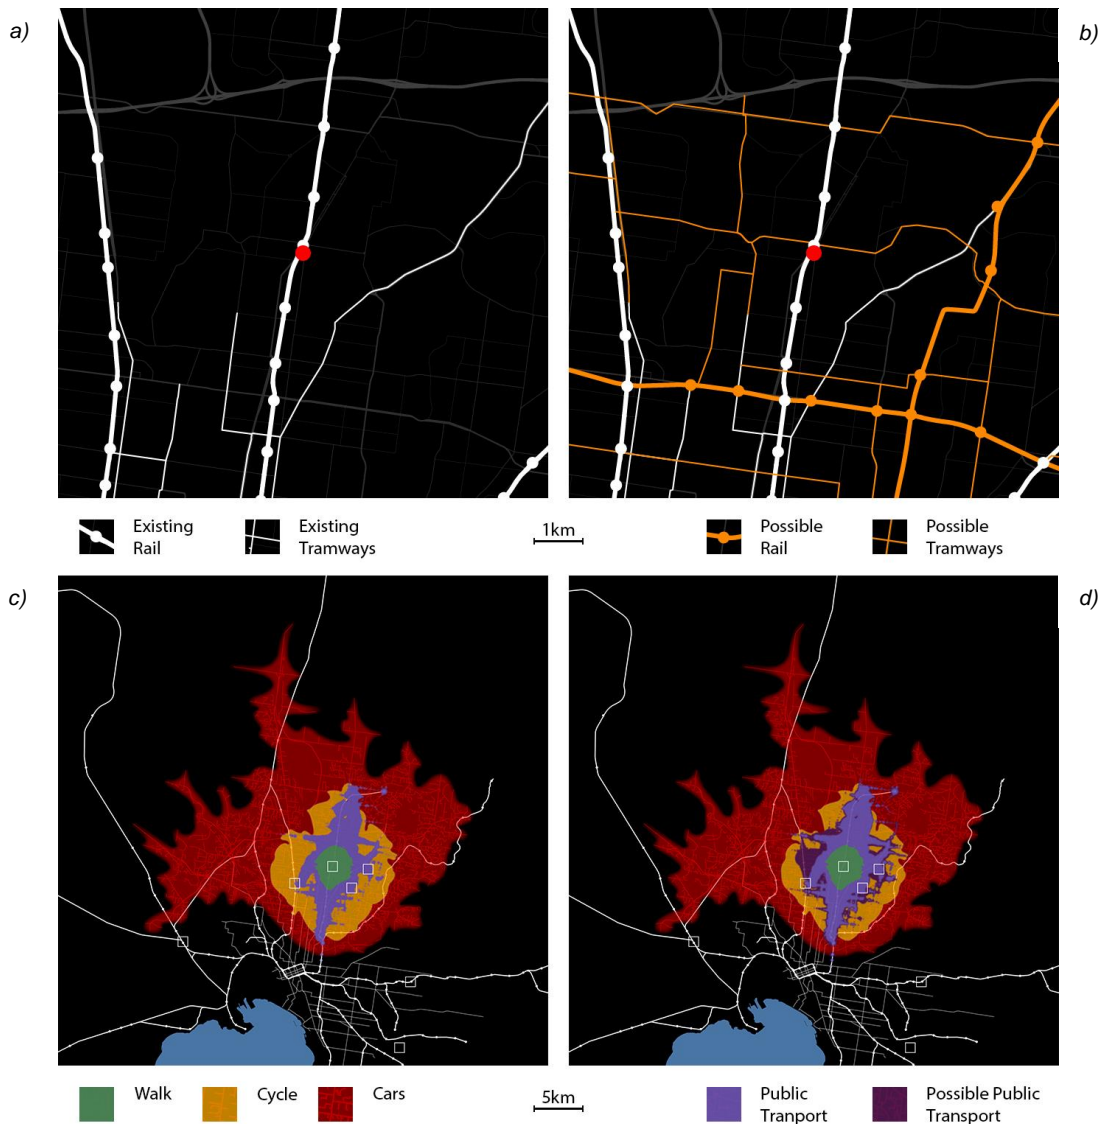 a)
b)
Existing
Rail
Existing
Tramways
1km
Possible
Rail
Possible
Tramways
c)
d)
Walk
Cycle
Cars
5km
Public
Tranport
Possible Public
Transport